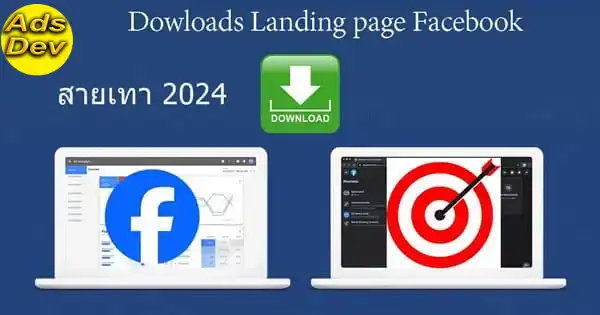 Ads
Dev
Dowloads Landing page Facebook
สายเทา 2024
DOWNLOAD